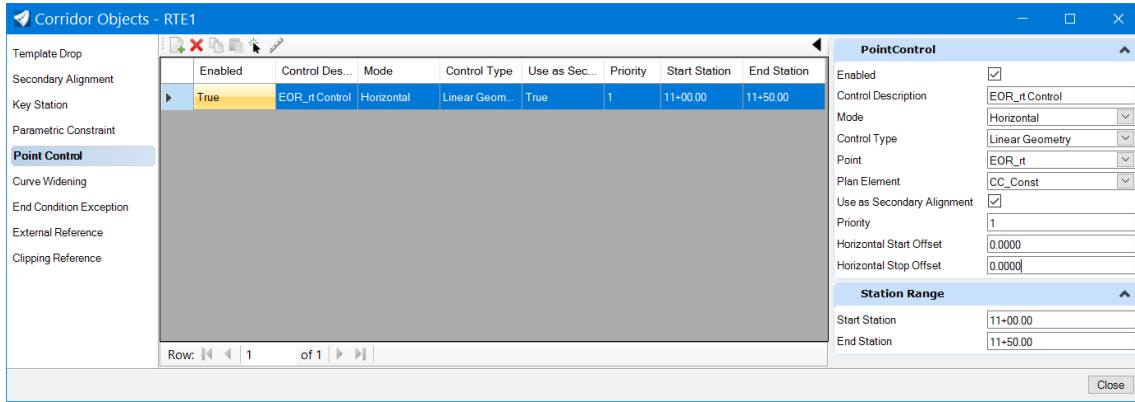 Corridor Objects - RTE1
Template Drop
Secondary Alignment
Key Station
Parametric Constraint
Point Control
Curve Widening
End Condition Exception
External Reference
Clipping Reference
Enabled Control Des... Mode Control Type Use as Sec... Priority Start Station End Station
True EOR_rt Control Horizontal Linear Geom... True 1 11+00.00 11+50.00
Row: 1 of 1
PointControl
Enabled
Control Description EOR_rt Control
Mode Horizontal
Control Type Linear Geometry
Point EOR_rt
Plan Element CC_Const
Use as Secondary Alignment
Priority 1
Horizontal Start Offset 0.0000
Horizontal Stop Offset 0.0000
Station Range
Start Station 11+00.00
End Station 11+50.00
Close